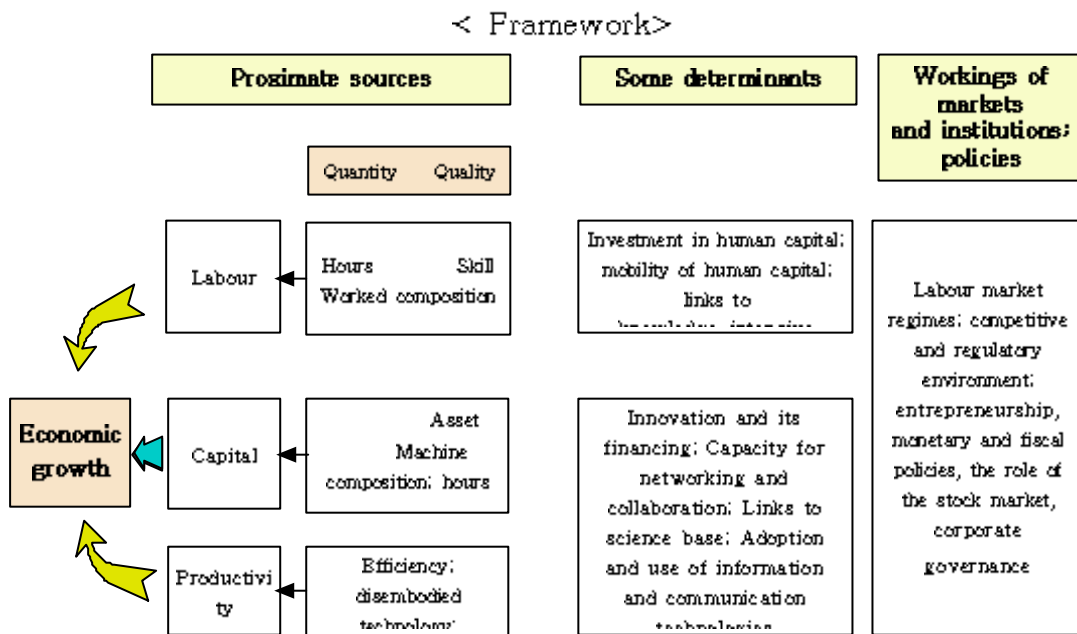 < Framework>
Proximate sources
Some determinants
Workings of
markets
and institutions;
policies
Quantity Quality
Labour
Hours Skill
Worked composition
Investment in human capital;
mobility of human capital;
links to
knowledge-intensive
Labour market
regimes; competitive
and regulatory
environment;
entrepreneurship,
monetary and fiscal
policies, the role of
the stock market,
corporate
governance
Economic
growth
Capital
Asset
Machine
composition; hours
Innovation and its
financing; Capacity for
networking and
collaboration; Links to
science base; Adoption
and use of information
and communication
technologies
Productivi
ty
Efficiency;
disembodied
technology;